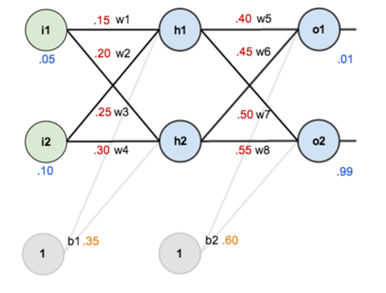 .15 w1
.40 w5
i1
h1
o1
.20 w2
.45 w6
.05
.01
.25 w3
.50 w7
i2
h2
o2
.30 w4
.55 w8
.10
.99
b1 .35
b2 .60
1
1